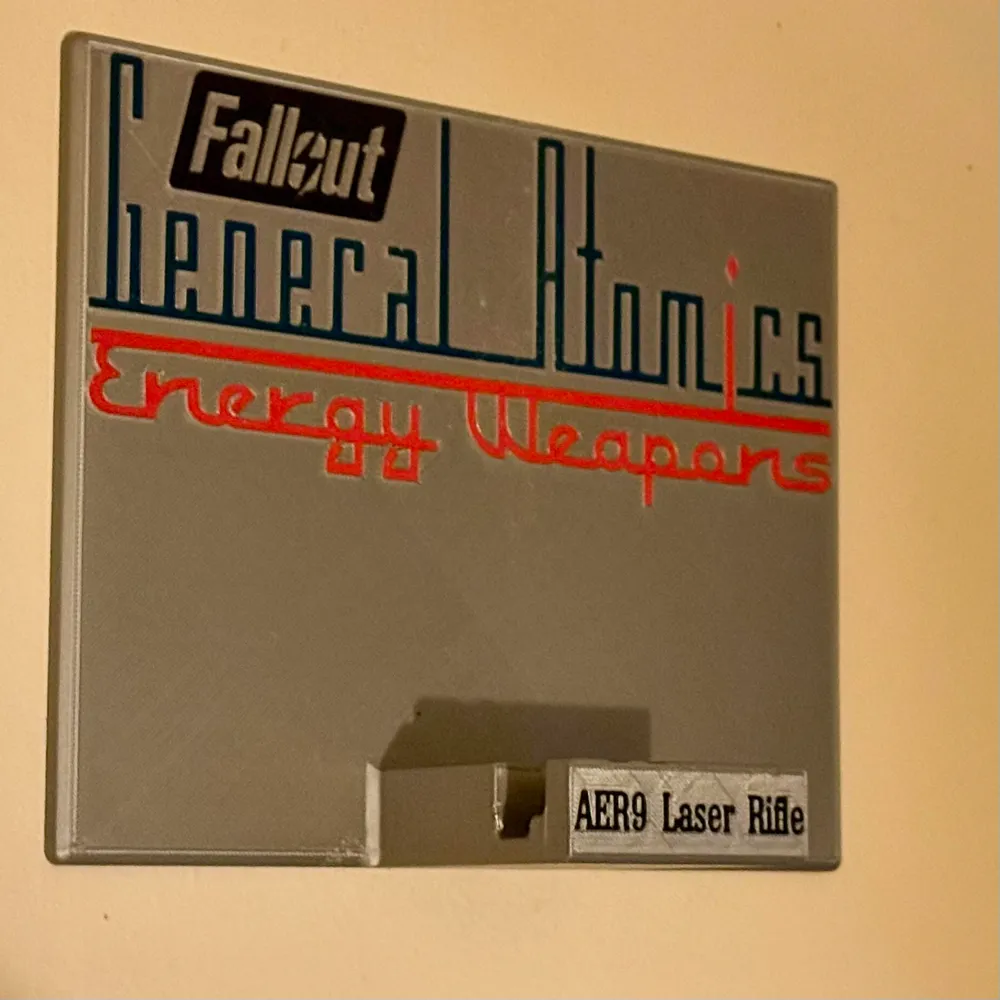 Fallout
General Atomics
Energy Weapons
AER9 Laser Rifle